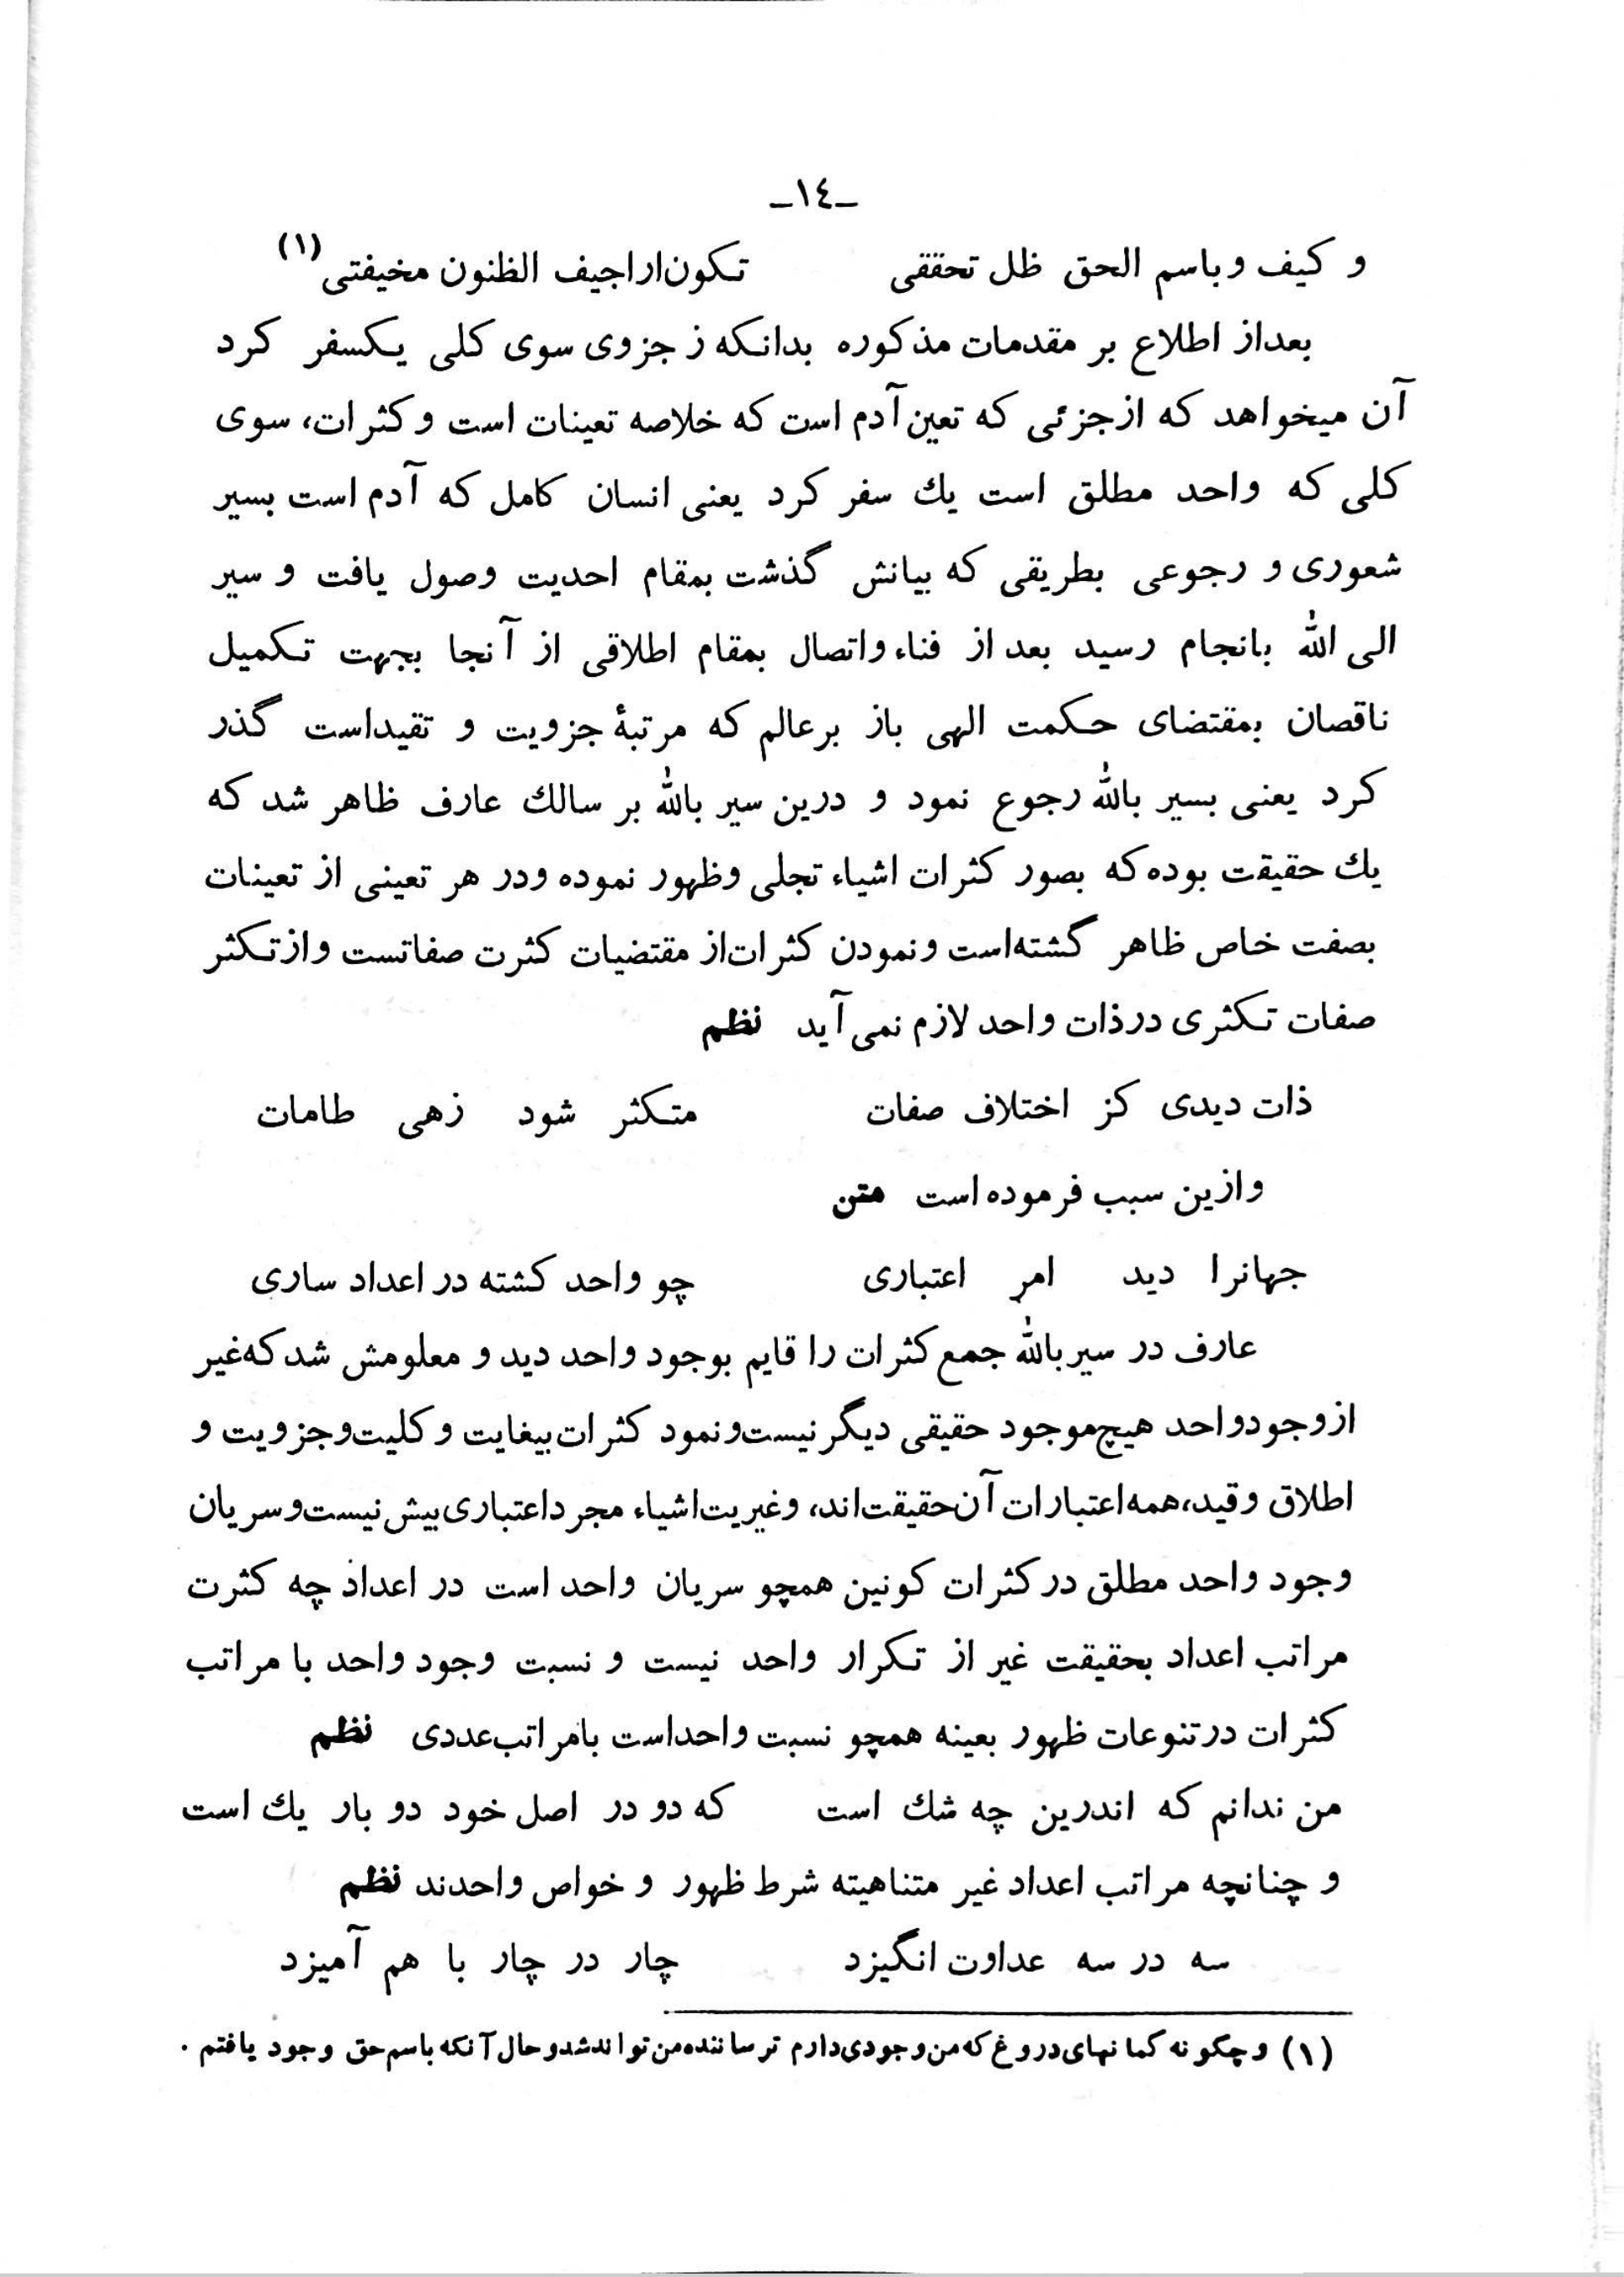 -١٤-
و کیف وباسم الحق ظل تحققی تکون اراجیف الظنون مخیفتی (۱)
بعداز اطلاع بر مقدمات مذکوره بدانکه ز جزوی سوی کلی یکسفر کرد
آن میخواهد که ازجزئی که تعین آدم است که خلاصه تعینات است وکثرات، سوی
کلی که واحد مطلق است یك سفر کرد یعنی انسان کامل که آدم است بسیر
شعوری و رجوعی بطریقی که بیانش گذشت بمقام احدیت وصول یافت و سیر
الی الله بانجام رسید بعد از فناء واتصال بمقام اطلاقی از آنجا بجهت تکمیل
ناقصان بمقتضای حکمت الهی باز برعالم که مرتبۀ جزویت و تقیداست گذر
کرد یعنی بسیر بالله رجوع نمود و درین سیر بالله بر سالك عارف ظاهر شد که
یك حقیقت بوده که بصور کثرات اشیاء تجلی وظهور نموده ودر هر تعینی از تعینات
بصفت خاص ظاهر گشته‌است ونمودن کثرات‌از مقتضیات کثرت صفاتست وازتکثر
صفات تکثری درذات واحد لازم نمی آید نظم
ذات دیدی کز اختلاف صفات متکثر شود زهی طامات
وازین سبب فرموده است متن
جهانرا دید امر اعتباری چو واحد کشته در اعداد ساری
عارف در سیربالله جمع کثرات را قایم بوجود واحد دید و معلومش شد که‌غیر
ازوجودواحد هیچ‌موجود حقیقی دیگر نیست‌ونمود کثرات‌بیغایت وکلیت‌وجزویت و
اطلاق وقید،همه‌اعتبارات آن‌حقیقت‌اند، وغیریت‌اشیاء مجرداعتباری‌بیش‌نیست‌وسریان
وجود واحد مطلق درکثرات کونین همچو سریان واحد است در اعداد چه کثرت
مراتب اعداد بحقیقت غیر از تکرار واحد نیست و نسبت وجود واحد با مراتب
کثرات درتنوعات ظهور بعینه همچو نسبت واحداست بامراتب‌عددی نظم
من ندانم که اندرین چه شك است که دو در اصل خود دو بار یك است
و چنانچه مراتب اعداد غیر متناهیته شرط ظهور و خواص واحدند نظم
سه در سه عداوت انگیزد چار در چار با هم آمیزد
(۱) وچگونه گمانهای‌دروغ که‌من‌وجودی‌دارم ترساننده‌من‌تواندشدوحال‌آنکه باسم‌حق وجود یافتم .